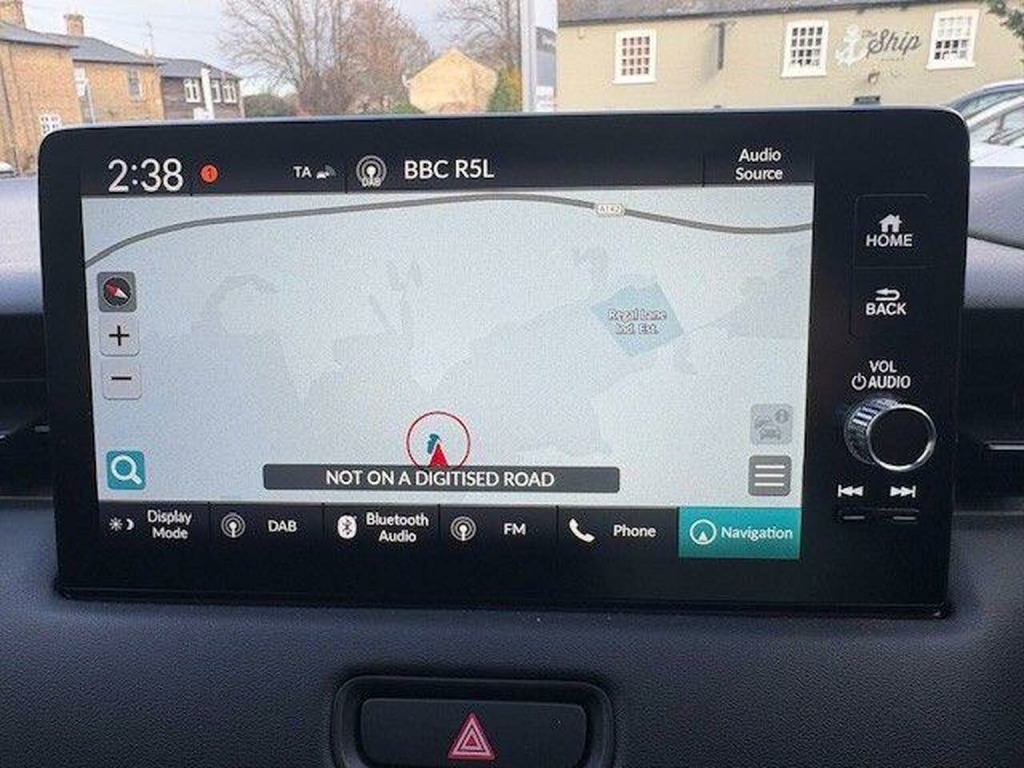 The
Ship
2:38
1
TA
DAB
BBC R5L
Audio
Source
A142
HOME
Regal Lane
Ind. Est.
BACK
+
−
VOL
AUDIO
i
NOT ON A DIGITISED ROAD
Display
Mode
DAB
Bluetooth
Audio
FM
Phone
Navigation